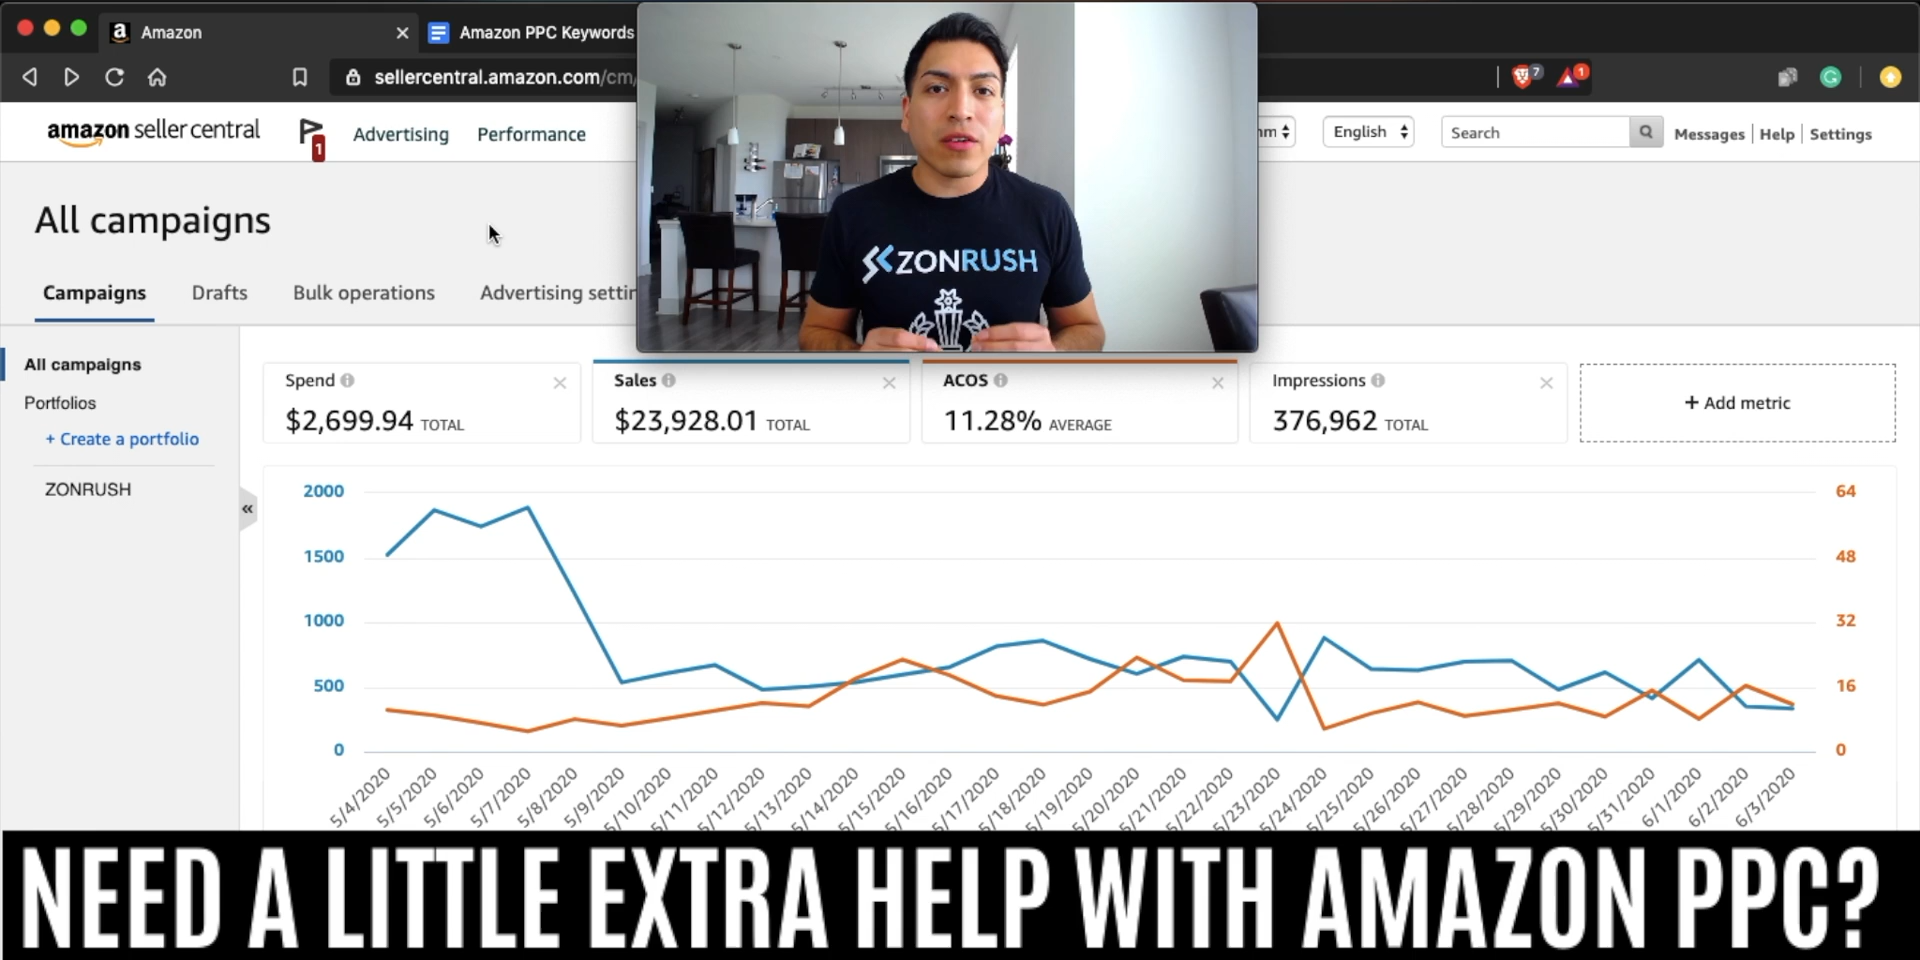 Amazon
Amazon PPC Keywords
sellercentral.amazon.com/cm/
7
1
amazon seller central
1
Advertising
Performance
English
Search
Messages
Help
Settings
All campaigns
Campaigns
Drafts
Bulk operations
Advertising settin
ZONRUSH
All campaigns
Portfolios
+ Create a portfolio
ZONRUSH
«
Spend
$2,699.94 TOTAL
Sales
$23,928.01 TOTAL
ACOS
11.28% AVERAGE
Impressions
376,962 TOTAL
+ Add metric
2000
1500
1000
500
0
64
48
32
16
0
5/4/2020
5/5/2020
5/6/2020
5/7/2020
5/8/2020
5/9/2020
5/10/2020
5/11/2020
5/12/2020
5/13/2020
5/14/2020
5/15/2020
5/16/2020
5/17/2020
5/18/2020
5/19/2020
5/20/2020
5/21/2020
5/22/2020
5/23/2020
5/24/2020
5/25/2020
5/26/2020
5/27/2020
5/28/2020
5/29/2020
5/30/2020
5/31/2020
6/1/2020
6/2/2020
6/3/2020
NEED A LITTLE EXTRA HELP WITH AMAZON PPC?